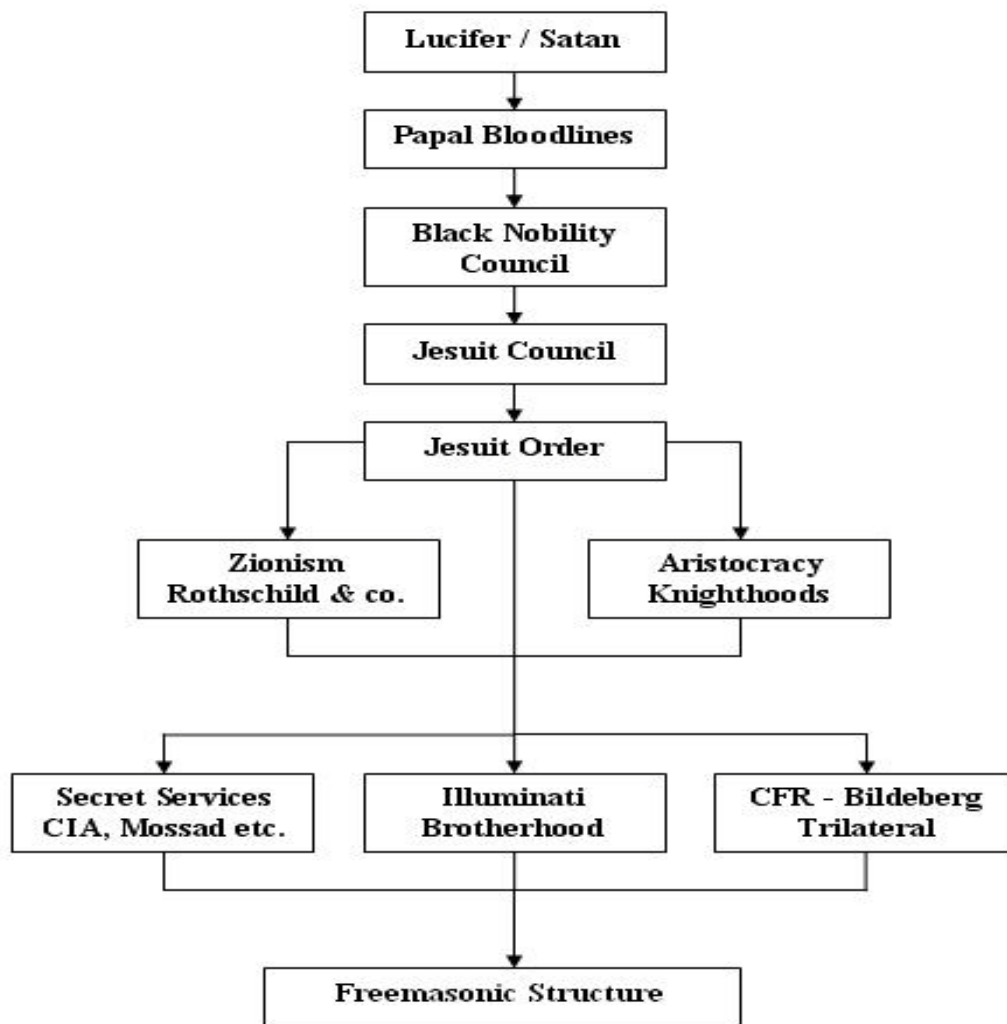 Lucifer / Satan
Papal Bloodlines
Black Nobility
Council
Jesuit Council
Jesuit Order
Zionism
Rothschild & co.
Aristocracy
Knighthoods
Secret Services
CIA, Mossad etc.
Illuminati
Brotherhood
CFR - Bildeberg
Trilateral
Freemasonic Structure